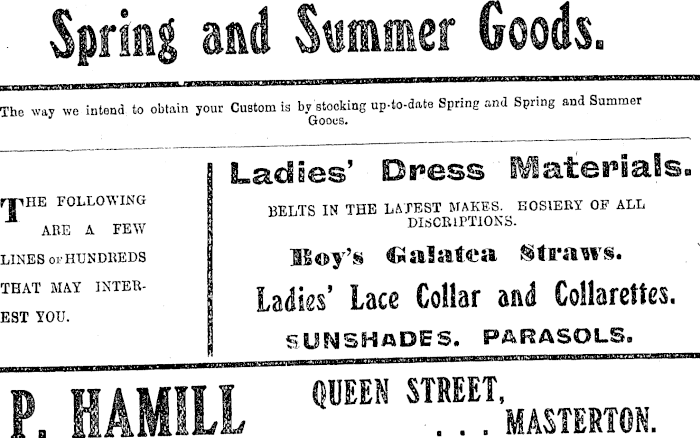 Spring and Summer Goods.
The way we intend to obtain your Custom is by stocking up-to-date Spring and Spring and Summer
Gooes.
THE FOLLOWING
ARE A FEW
LINES OF HUNDREDS
THAT MAY INTER-
EST YOU.
Ladies' Dress Materials.
BELTS IN THE LATEST MAKES. HOSIERY OF ALL
DISCRIPTIONS.
Boy's Galatea Straws.
Ladies' Lace Collar and Collarettes.
SUNSHADES. PARASOLS.
P. HAMILL
QUEEN STREET,
. . . MASTERTON.